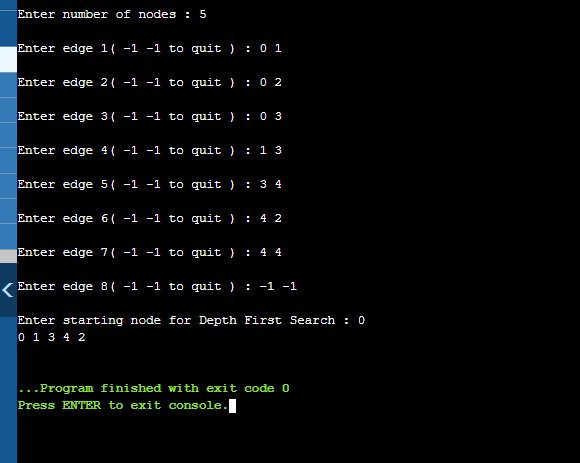 Enter number of nodes : 5
Enter edge 1( -1 -1 to quit ) : 0 1
Enter edge 2( -1 -1 to quit ) : 0 2
Enter edge 3( -1 -1 to quit ) : 0 3
Enter edge 4( -1 -1 to quit ) : 1 3
Enter edge 5( -1 -1 to quit ) : 3 4
Enter edge 6( -1 -1 to quit ) : 4 2
Enter edge 7( -1 -1 to quit ) : 4 4
Enter edge 8( -1 -1 to quit ) : -1 -1
Enter starting node for Depth First Search : 0
0 1 3 4 2
...Program finished with exit code 0
Press ENTER to exit console.